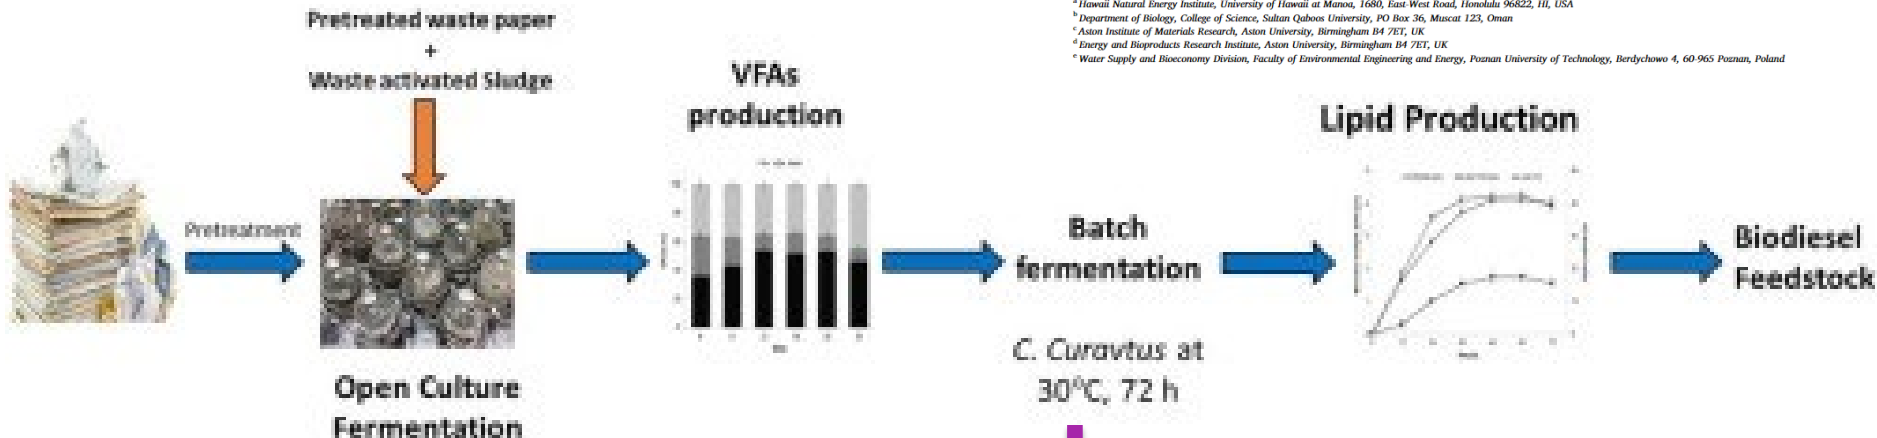 ᵃ Hawaii Natural Energy Institute, University of Hawaii at Manoa, 1680, East-West Road, Honolulu 96822, HI, USA
ᵇ Department of Biology, College of Science, Sultan Qaboos University, PO Box 36, Muscat 123, Oman
ᶜ Aston Institute of Materials Research, Aston University, Birmingham B4 7ET, UK
ᵈ Energy and Bioproducts Research Institute, Aston University, Birmingham B4 7ET, UK
ᵉ Water Supply and Bioeconomy Division, Faculty of Environmental Engineering and Energy, Poznan University of Technology, Berdychowo 4, 60-965 Poznan, Poland
Pretreated waste paper
+
Waste activated Sludge
Pretreatment
Open Culture
Fermentation
VFAs
production
Batch
fermentation
C. Curavtus at
30⁰C, 72 h
Lipid Production
Biodiesel
Feedstock